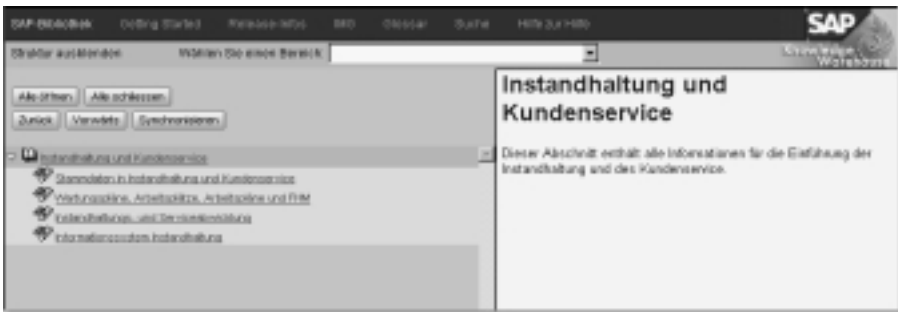 SAP-Bibliothek Getting Started Release-Infos IMG Glossar Suche Hilfe zur Hilfe
SAP
Struktur ausblenden Wählen Sie einen Bereich:
Knowledge Warehouse
Alle öffnen Alle schliessen
Zurück Vorwärts Synchronisieren
Instandhaltung und Kundenservice
Instandhaltung und
Kundenservice
Dieser Abschnitt enthält alle Informationen für die Einführung der
Instandhaltung und des Kundenservice.
Stammdaten in Instandhaltung und Kundenservice
Wartungspläne, Arbeitsplätze, Arbeitspläne und FHM
Instandhaltungs- und Serviceabwicklung
Informationssystem Instandhaltung